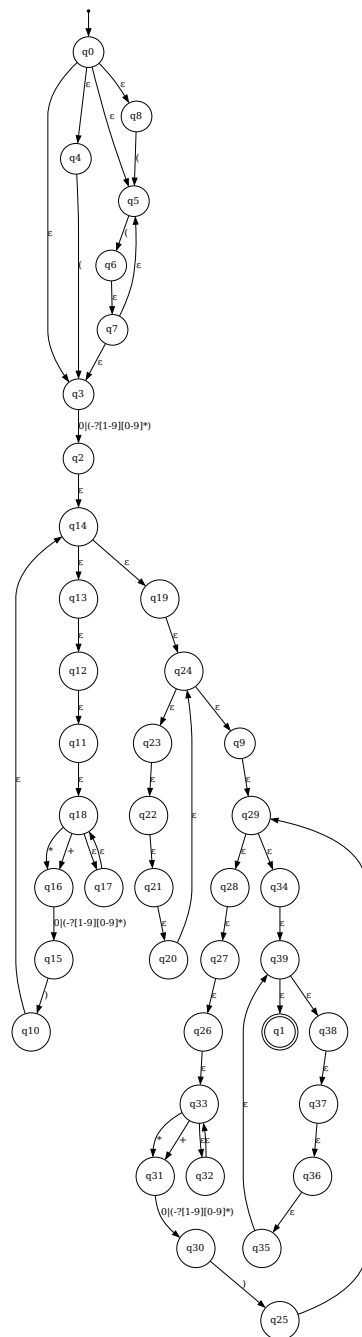 q0
ε
ε
q8
ε
ε
q4
(
q5
ε
(
(
q6
ε
ε
q7
ε
q3
0|(-?[1-9][0-9]*)
q2
ε
q14
ε
ε
q13
q19
ε
ε
q12
q24
ε
ε
ε
q11
q23
q9
ε
ε
ε
ε
q18
q22
q29
ε
ε
*
+
ε
ε
ε
ε
ε
q16
q17
q21
q28
q34
0|(-?[1-9][0-9]*)
ε
ε
ε
q15
q20
q27
q39
)
ε
ε
ε
q10
q26
q1
q38
ε
ε
ε
q33
q37
*
+
ε
ε
ε
q31
q32
q36
0|(-?[1-9][0-9]*)
ε
q30
q35
)
q25